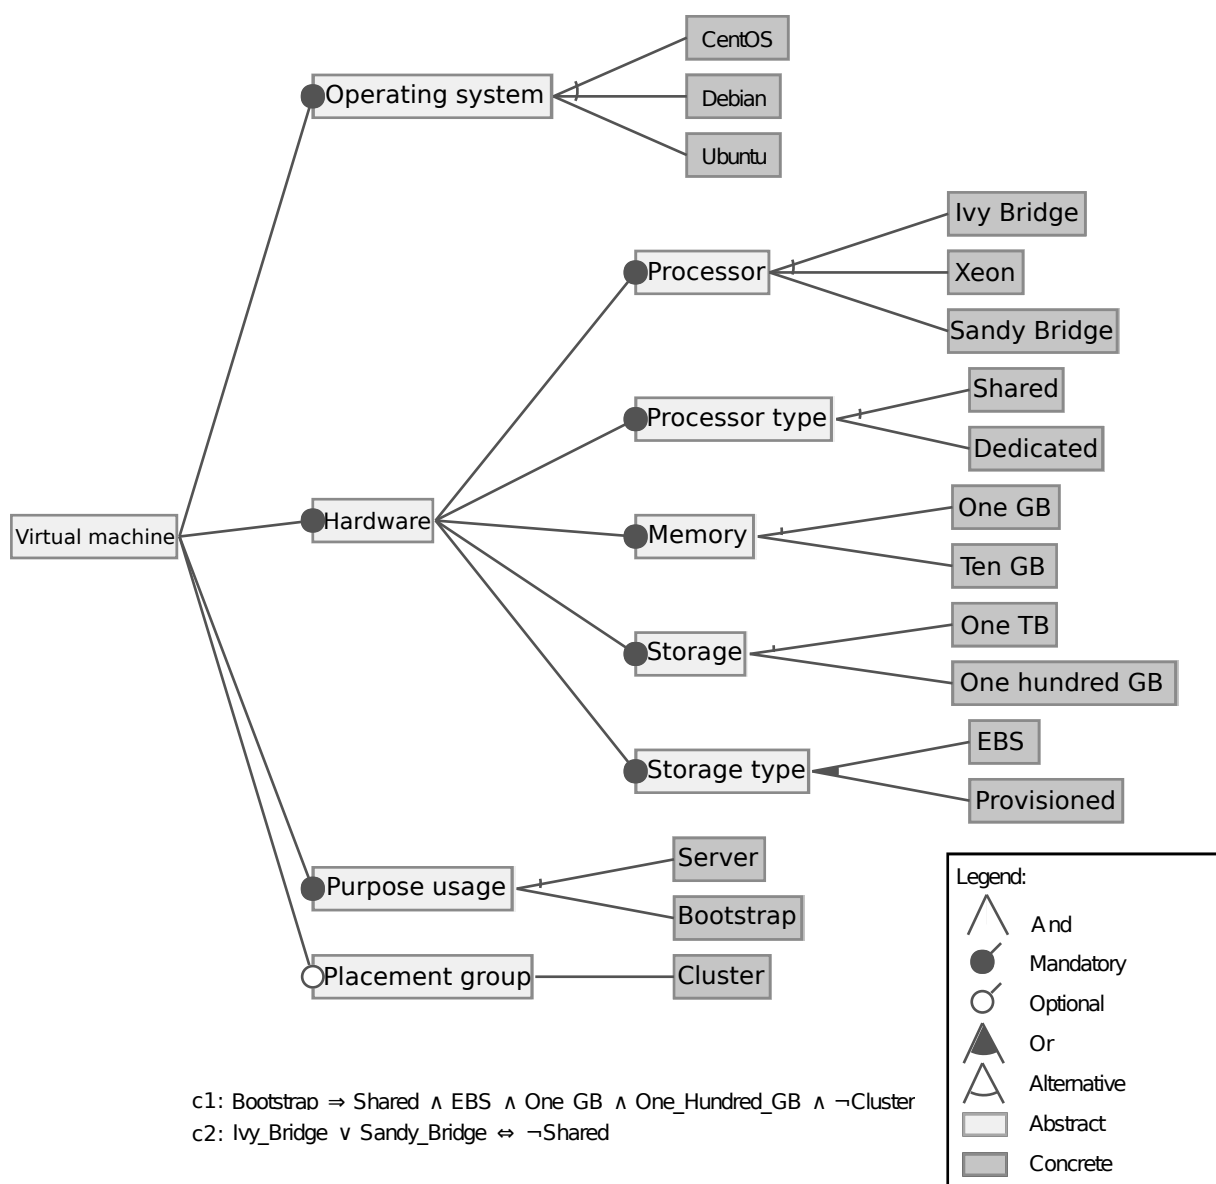 CentOS
Operating system
Debian
Ubuntu
Ivy Bridge
Processor
Xeon
Sandy Bridge
Shared
Processor type
Dedicated
One GB
Virtual machine
Hardware
Memory
Ten GB
One TB
Storage
One hundred GB
EBS
Storage type
Provisioned
Server
Purpose usage
Bootstrap
Placement group
Cluster
Legend:
And
Mandatory
Optional
Or
Alternative
Abstract
Concrete
c1: Bootstrap ⇒ Shared ∧ EBS ∧ One GB ∧ One_Hundred_GB ∧ ¬Cluster
c2: Ivy_Bridge ∨ Sandy_Bridge ⇔ ¬Shared